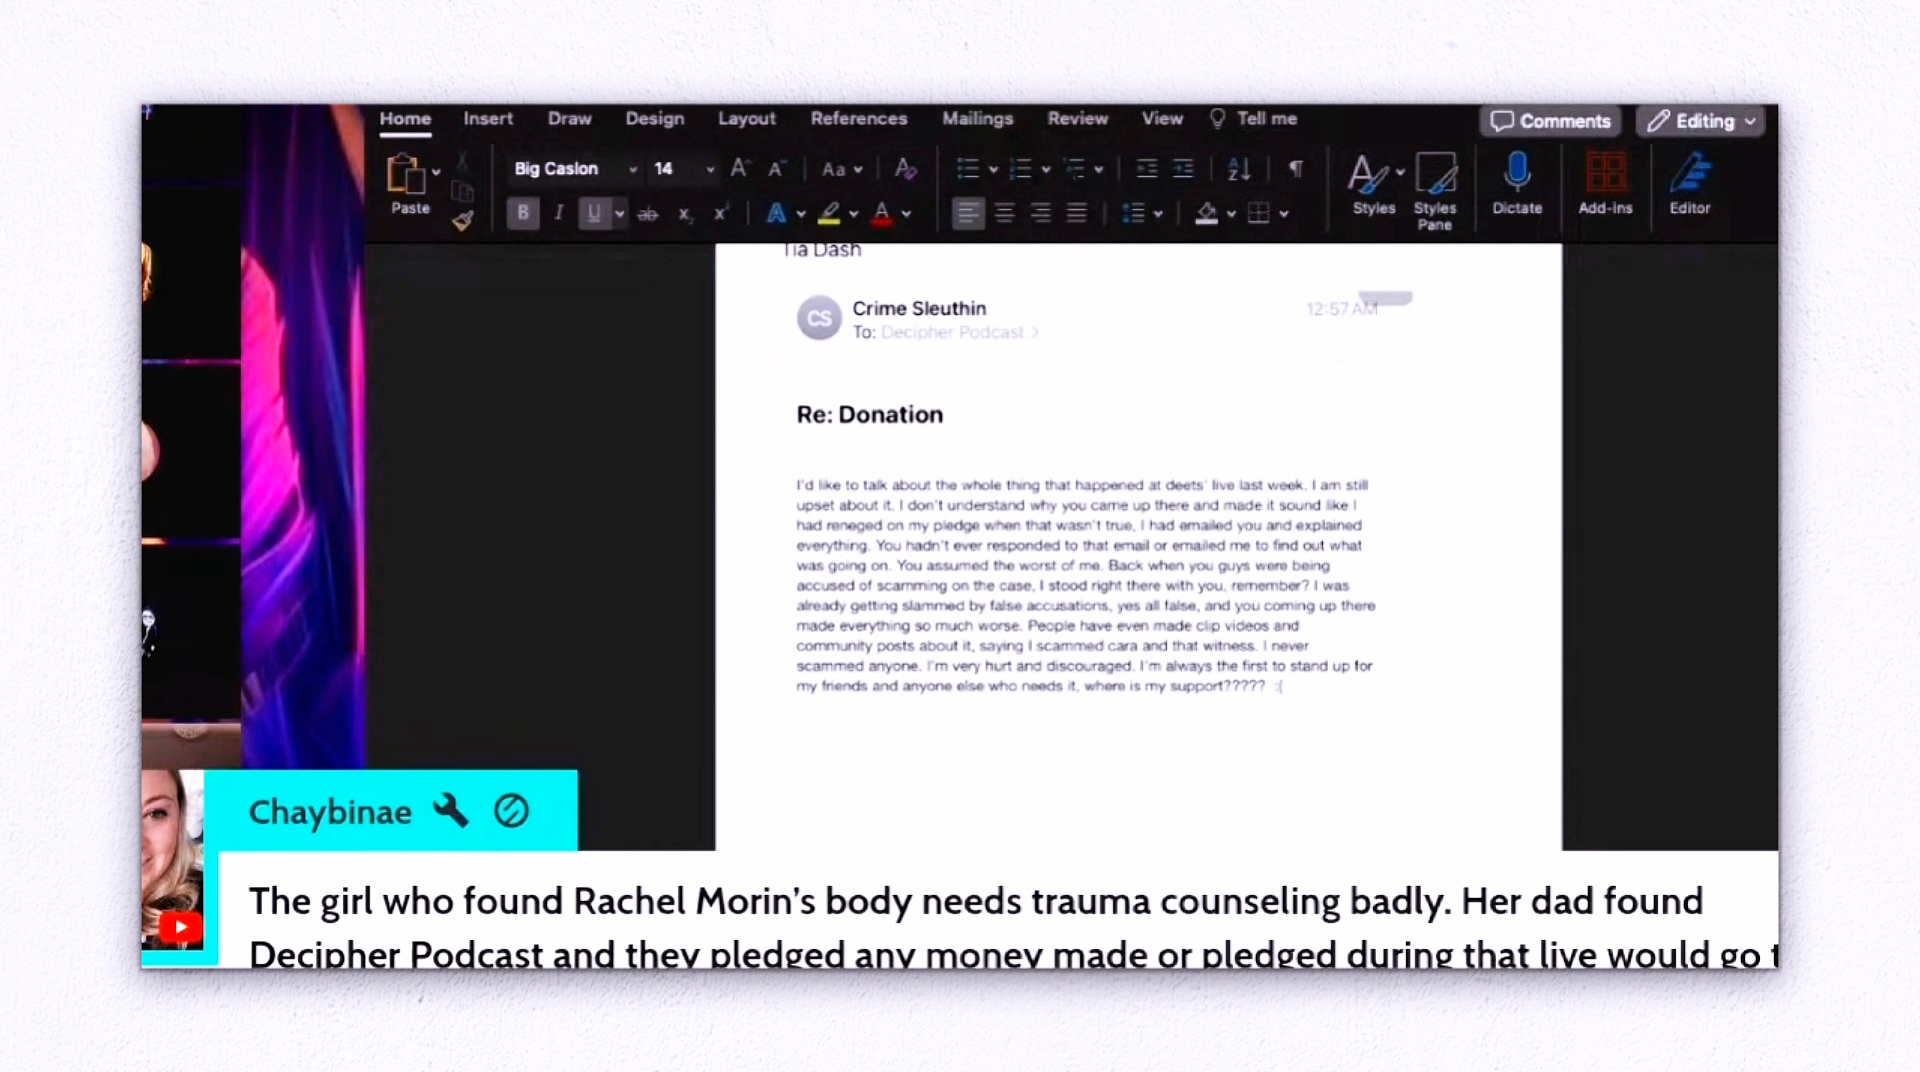 Home Insert Draw Design Layout References Mailings Review View Tell me Comments Editing
Paste Big Caslon 14 Aa Styles Styles Pane Dictate Add-ins Editor
Tia Dash
CS Crime Sleuthin 12:57 AM
To: Decipher Podcast >
Re: Donation
I'd like to talk about the whole thing that happened at deets' live last week. I am still
upset about it. I don't understand why you came up there and made it sound like I
had reneged on my pledge when that wasn't true, I had emailed you and explained
everything. You hadn't ever responded to that email or emailed me to find out what
was going on. You assumed the worst of me. Back when you guys were being
accused of scamming on the case, I stood right there with you, remember? I was
already getting slammed by false accusations, yes all false, and you coming up there
made everything so much worse. People have even made clip videos and
community posts about it, saying I scammed cara and that witness. I never
scammed anyone. I'm very hurt and discouraged. I'm always the first to stand up for
my friends and anyone else who needs it, where is my support????? :(
Chaybinae
The girl who found Rachel Morin's body needs trauma counseling badly. Her dad found
Decipher Podcast and they pledged any money made or pledged during that live would go